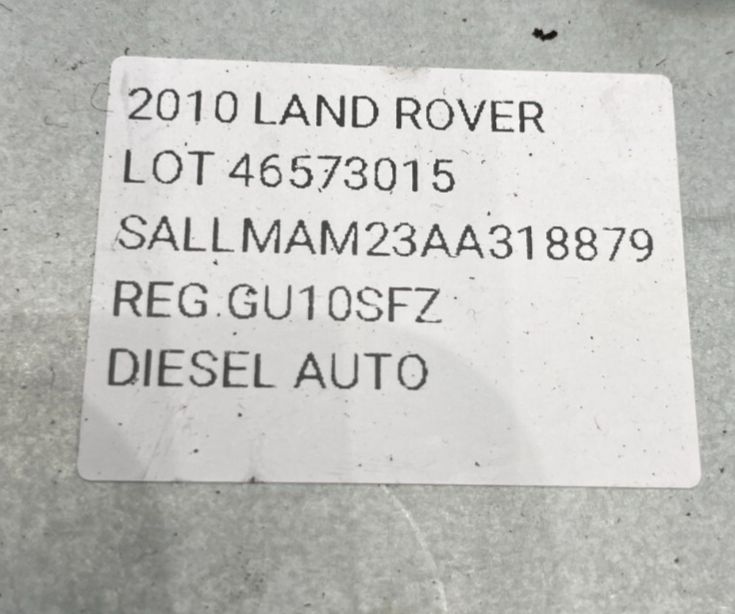 2010 LAND ROVER
LOT 46573015
SALLMAM23AA318879
REG.GU10SFZ
DIESEL AUTO